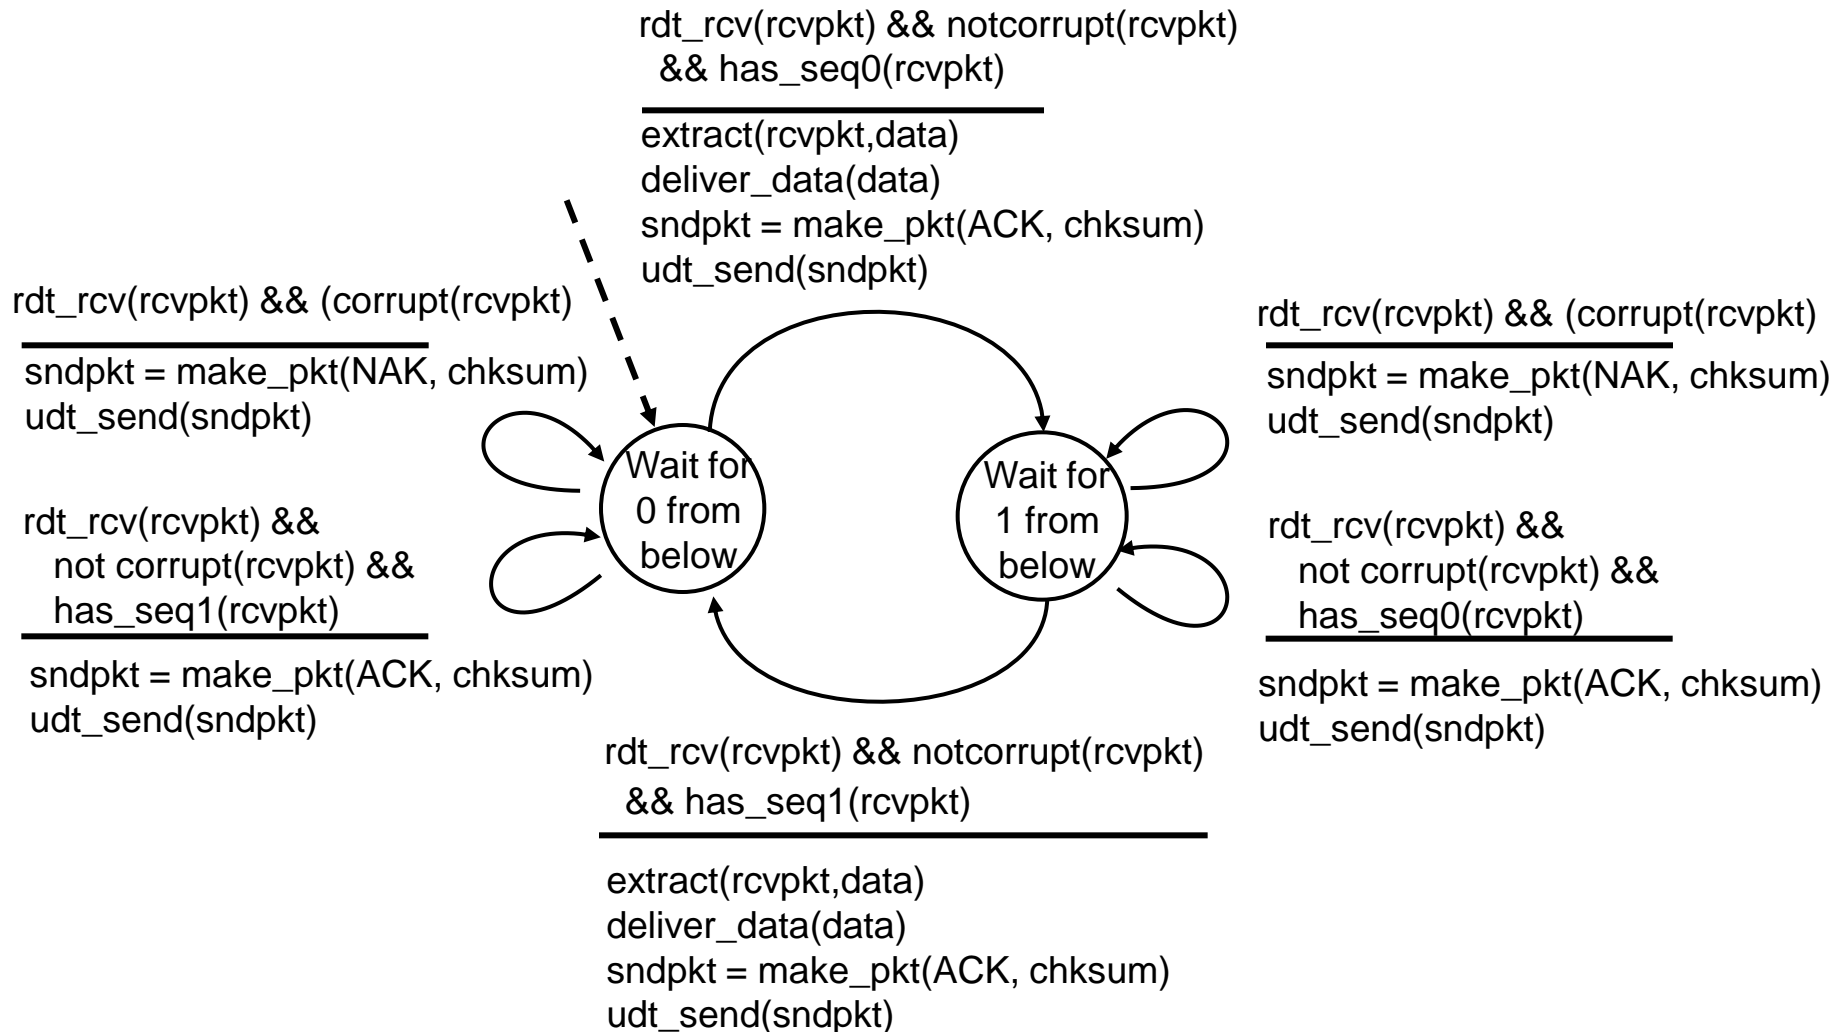 rdt_rcv(rcvpkt) && notcorrupt(rcvpkt)
&& has_seq0(rcvpkt)
extract(rcvpkt,data)
deliver_data(data)
sndpkt = make_pkt(ACK, chksum)
udt_send(sndpkt)
rdt_rcv(rcvpkt) && (corrupt(rcvpkt)
sndpkt = make_pkt(NAK, chksum)
udt_send(sndpkt)
rdt_rcv(rcvpkt) &&
not corrupt(rcvpkt) &&
has_seq1(rcvpkt)
sndpkt = make_pkt(ACK, chksum)
udt_send(sndpkt)
Wait for
0 from
below
Wait for
1 from
below
rdt_rcv(rcvpkt) && (corrupt(rcvpkt)
sndpkt = make_pkt(NAK, chksum)
udt_send(sndpkt)
rdt_rcv(rcvpkt) &&
not corrupt(rcvpkt) &&
has_seq0(rcvpkt)
sndpkt = make_pkt(ACK, chksum)
udt_send(sndpkt)
rdt_rcv(rcvpkt) && notcorrupt(rcvpkt)
&& has_seq1(rcvpkt)
extract(rcvpkt,data)
deliver_data(data)
sndpkt = make_pkt(ACK, chksum)
udt_send(sndpkt)